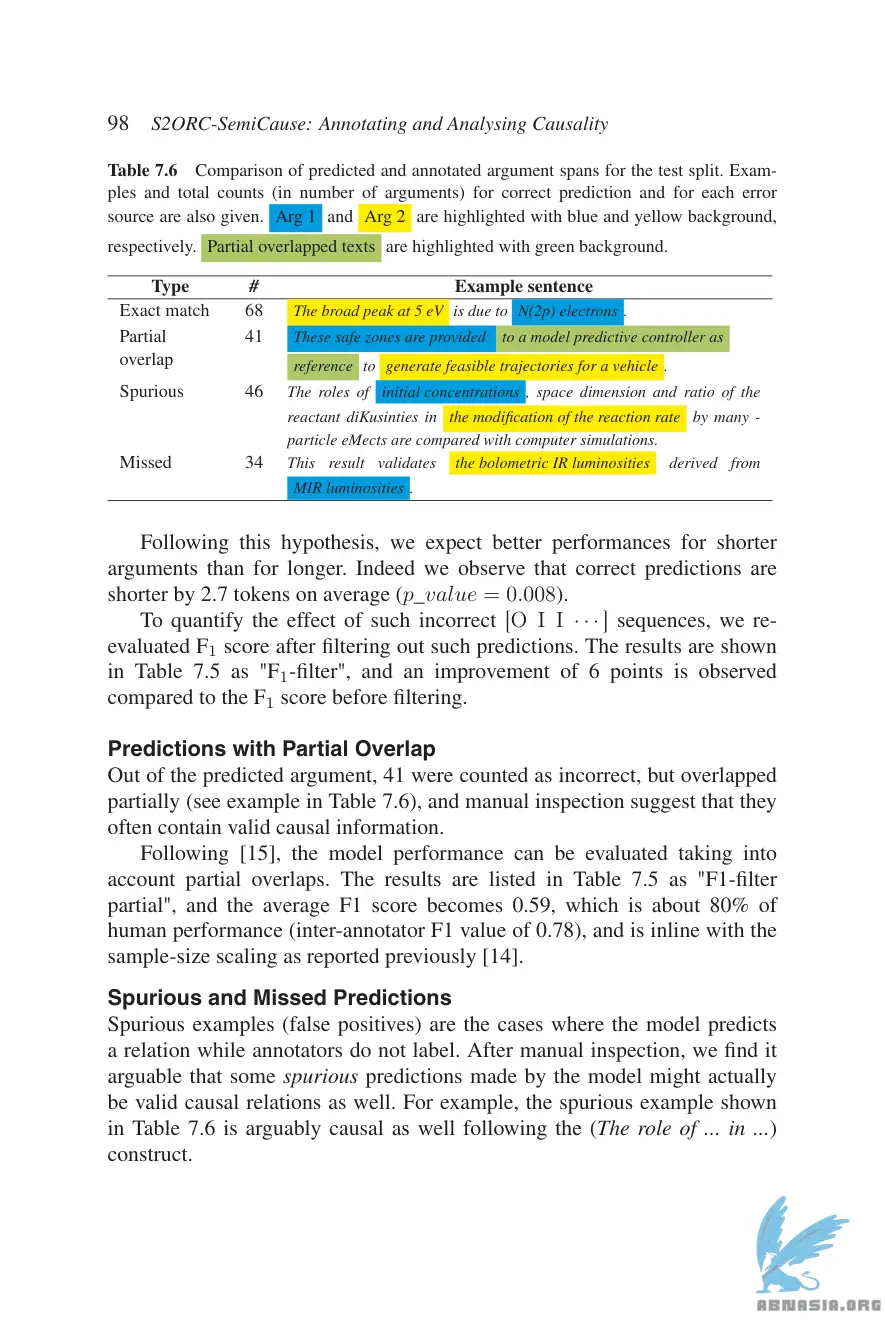 98 S2ORC-SemiCause: Annotating and Analysing Causality
Table 7.6 Comparison of predicted and annotated argument spans for the test split. Exam-
ples and total counts (in number of arguments) for correct prediction and for each error
source are also given. Arg 1 and Arg 2 are highlighted with blue and yellow background,
respectively. Partial overlapped texts are highlighted with green background.
Type # Example sentence
Exact match 68 The broad peak at 5 eV is due to N(2p) electrons .
Partial 41 These safe zones are provided to a model predictive controller as
overlap reference to generate feasible trajectories for a vehicle .
Spurious 46 The roles of initial concentrations , space dimension and ratio of the
reactant diKusinties in the modification of the reaction rate by many -
particle eMects are compared with computer simulations.
Missed 34 This result validates the bolometric IR luminosities derived from
MIR luminosities .
Following this hypothesis, we expect better performances for shorter
arguments than for longer. Indeed we observe that correct predictions are
shorter by 2.7 tokens on average (p_value = 0.008).
To quantify the effect of such incorrect [O I I ⋯] sequences, we re-
evaluated F₁ score after filtering out such predictions. The results are shown
in Table 7.5 as "F₁-filter", and an improvement of 6 points is observed
compared to the F₁ score before filtering.
Predictions with Partial Overlap
Out of the predicted argument, 41 were counted as incorrect, but overlapped
partially (see example in Table 7.6), and manual inspection suggest that they
often contain valid causal information.
Following [15], the model performance can be evaluated taking into
account partial overlaps. The results are listed in Table 7.5 as "F1-filter
partial", and the average F1 score becomes 0.59, which is about 80% of
human performance (inter-annotator F1 value of 0.78), and is inline with the
sample-size scaling as reported previously [14].
Spurious and Missed Predictions
Spurious examples (false positives) are the cases where the model predicts
a relation while annotators do not label. After manual inspection, we find it
arguable that some spurious predictions made by the model might actually
be valid causal relations as well. For example, the spurious example shown
in Table 7.6 is arguably causal as well following the (The role of ... in ...)
construct.
ABNASIA.ORG